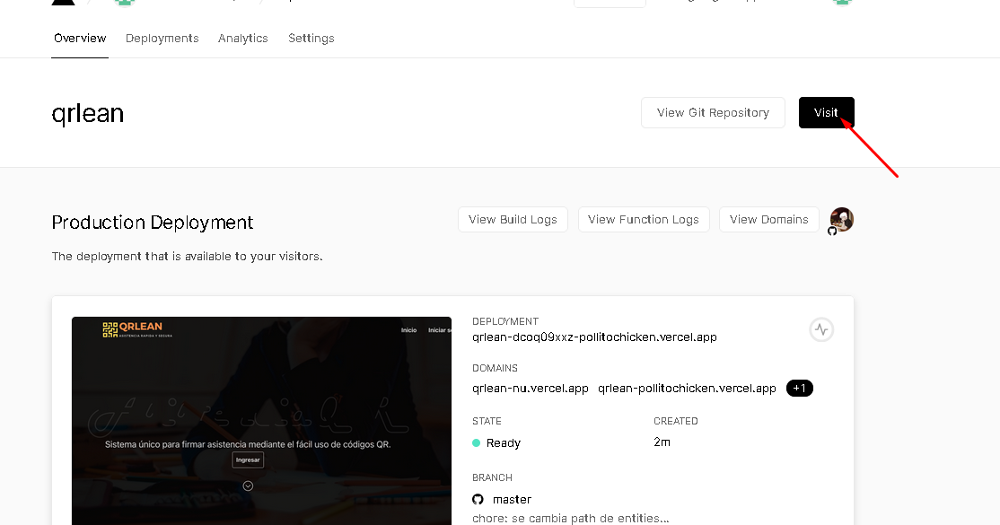 Overview Deployments Analytics Settings
qrlean
View Git Repository Visit
Production Deployment
View Build Logs View Function Logs View Domains
The deployment that is available to your visitors.
QRLEAN
ASISTENCIA RAPIDA Y SEGURA
Inicio Iniciar se
Sistema único para firmar asistencia mediante el fácil uso de códigos QR.
Ingresar
DEPLOYMENT
qrlean-dcoq09xxz-pollitochicken.vercel.app
DOMAINS
qrlean-nu.vercel.app qrlean-pollitochicken.vercel.app +1
STATE CREATED
Ready 2m
BRANCH
master
chore: se cambia path de entities...